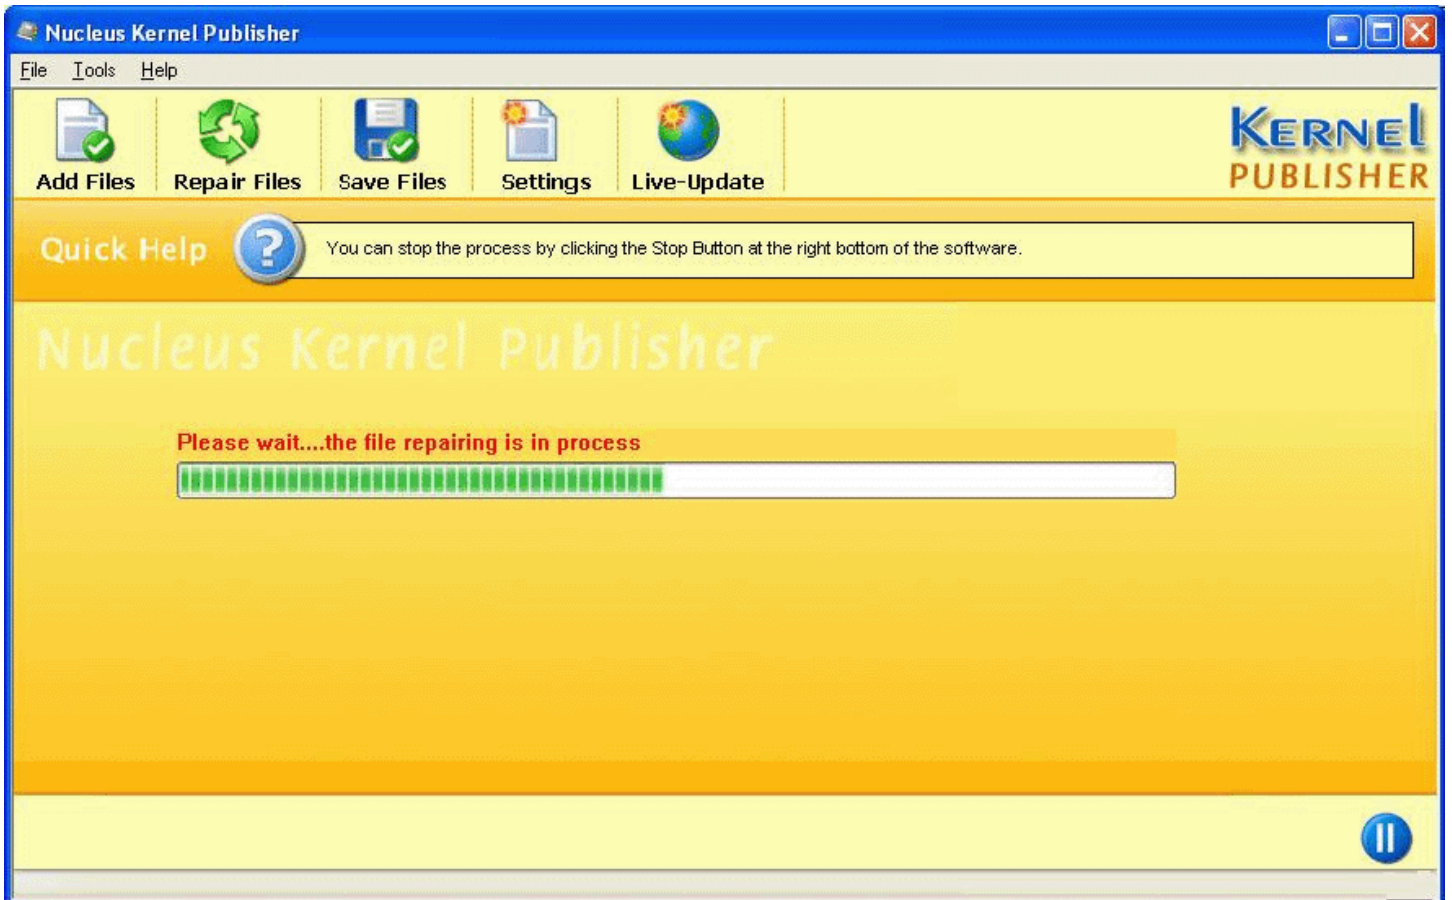 Nucleus Kernel Publisher
File Tools Help
Add Files Repair Files Save Files Settings Live-Update
KERNEL
PUBLISHER
Quick Help
You can stop the process by clicking the Stop Button at the right bottom of the software.
Nucleus Kernel Publisher
Please wait....the file repairing is in process